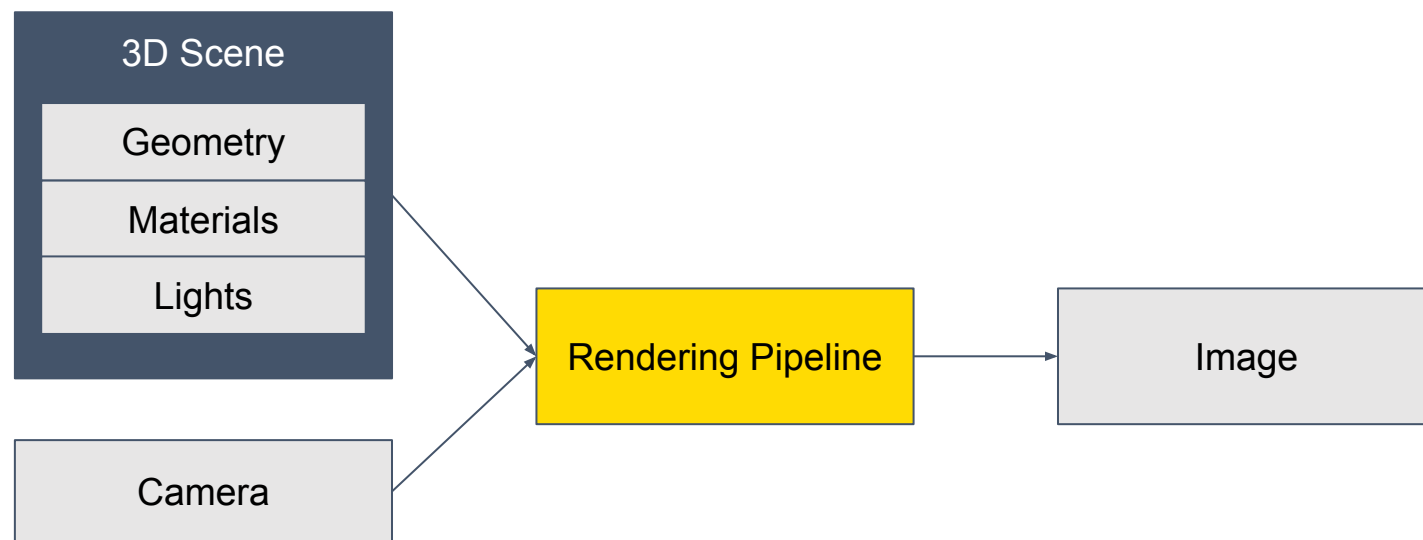 3D Scene
Geometry
Materials
Lights
Rendering Pipeline
Image
Camera